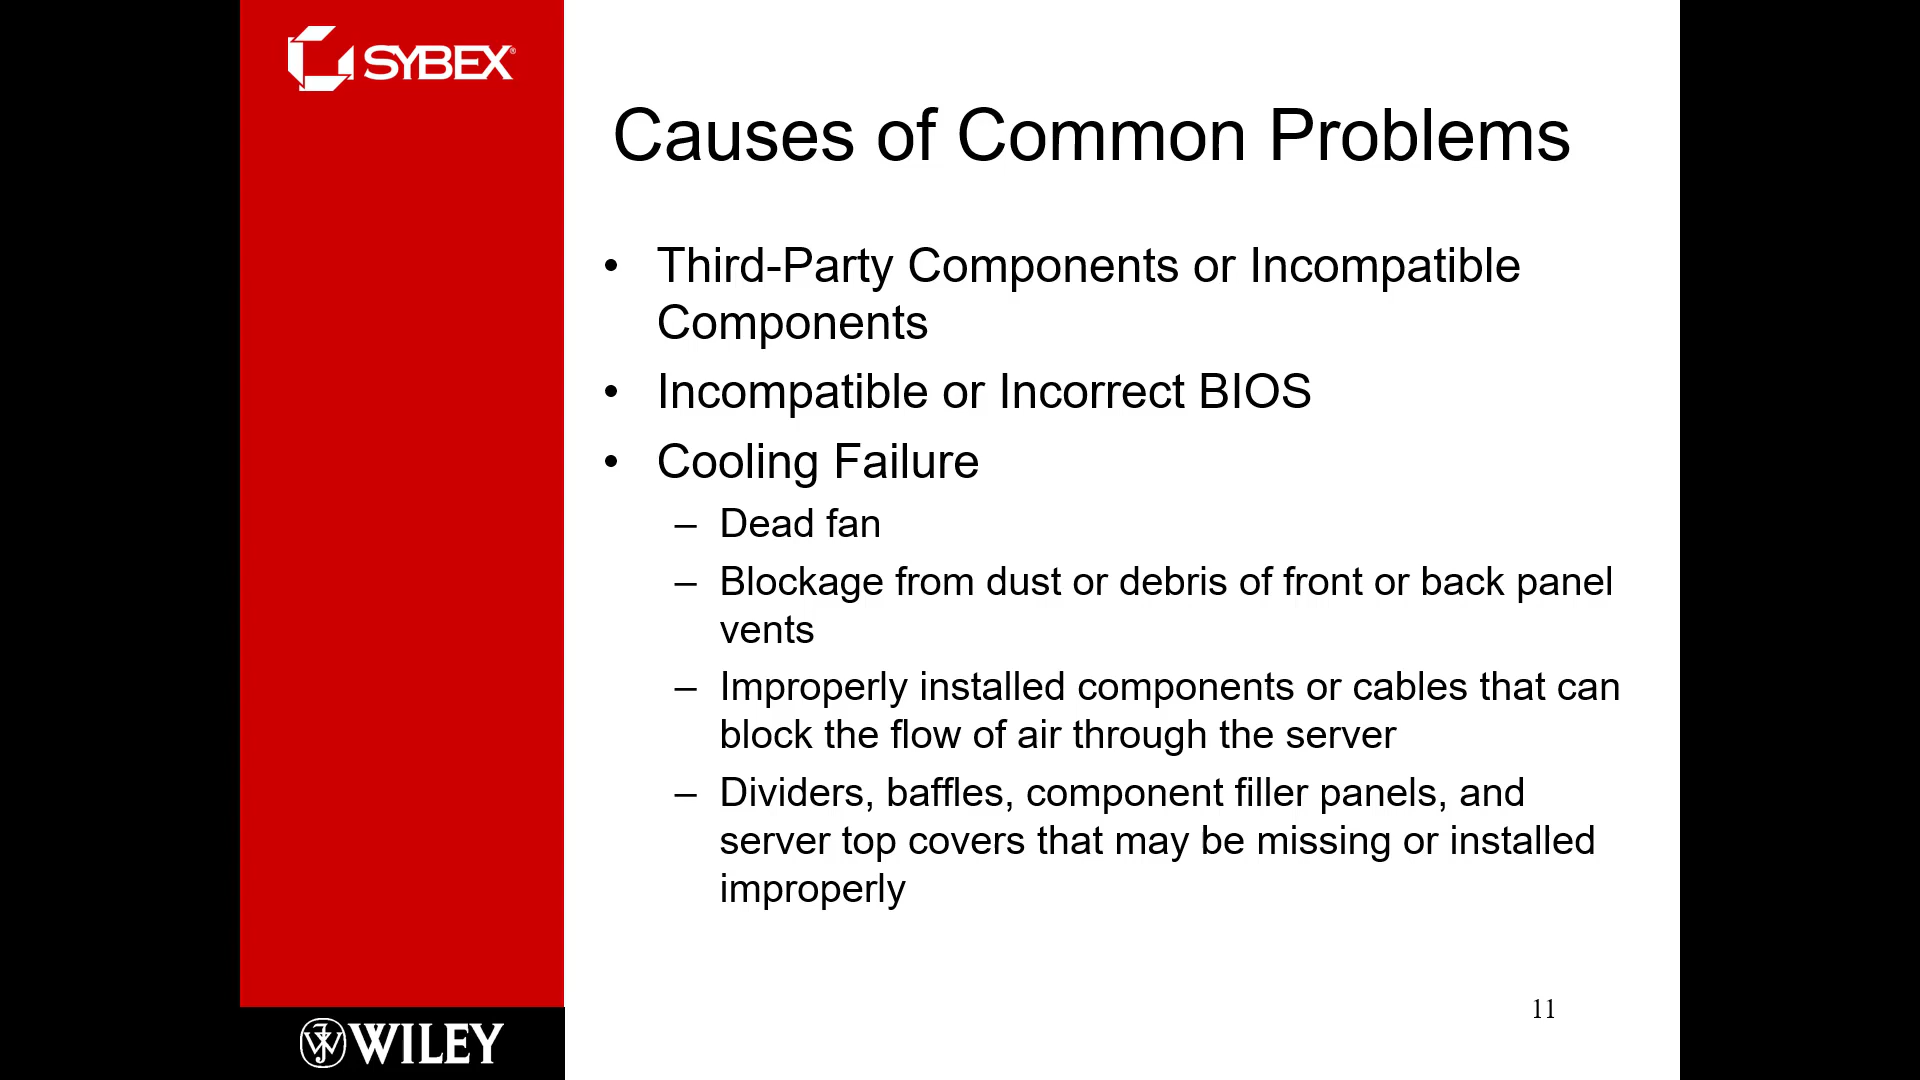 SYBEX®
Causes of Common Problems
• Third-Party Components or Incompatible
Components
• Incompatible or Incorrect BIOS
• Cooling Failure
– Dead fan
– Blockage from dust or debris of front or back panel
vents
– Improperly installed components or cables that can
block the flow of air through the server
– Dividers, baffles, component filler panels, and
server top covers that may be missing or installed
improperly
11
WILEY